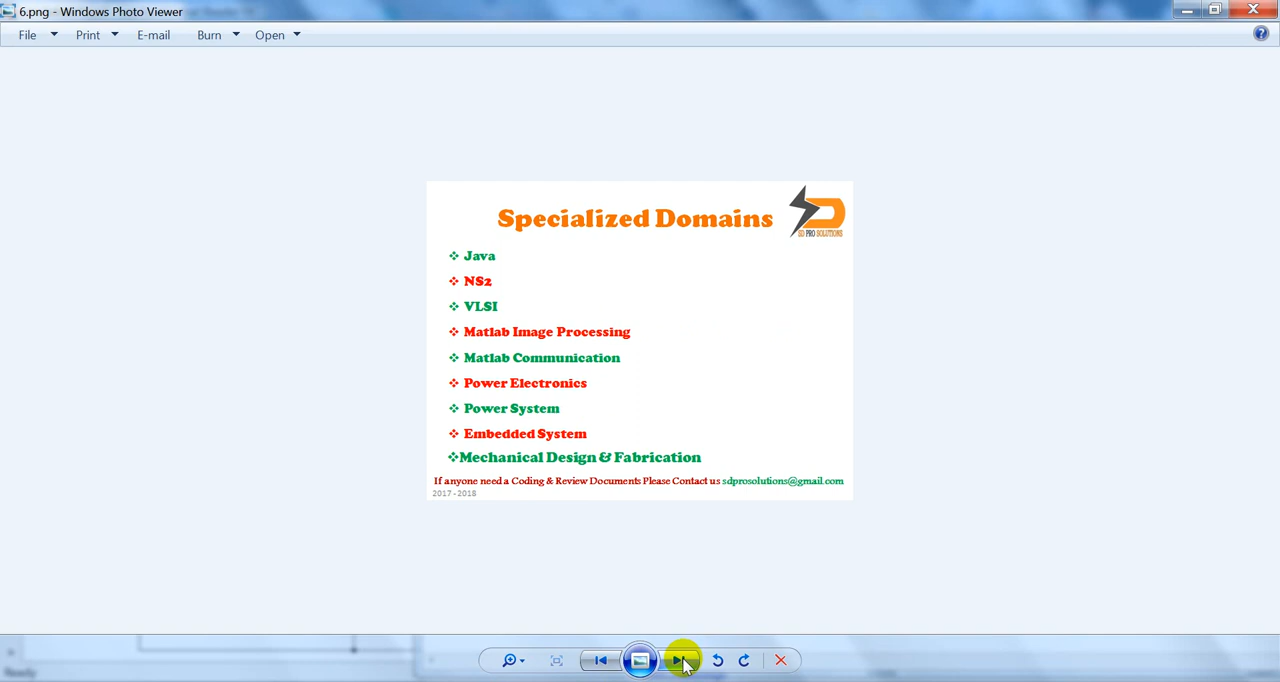 6.png - Windows Photo Viewer
File Print E-mail Burn Open
Specialized Domains
SD PRO SOLUTIONS
❖ Java
❖ NS2
❖ VLSI
❖ Matlab Image Processing
❖ Matlab Communication
❖ Power Electronics
❖ Power System
❖ Embedded System
❖Mechanical Design & Fabrication
If anyone need a Coding & Review Documents Please Contact us sdprosolutions@gmail.com
2017 - 2018
Ready